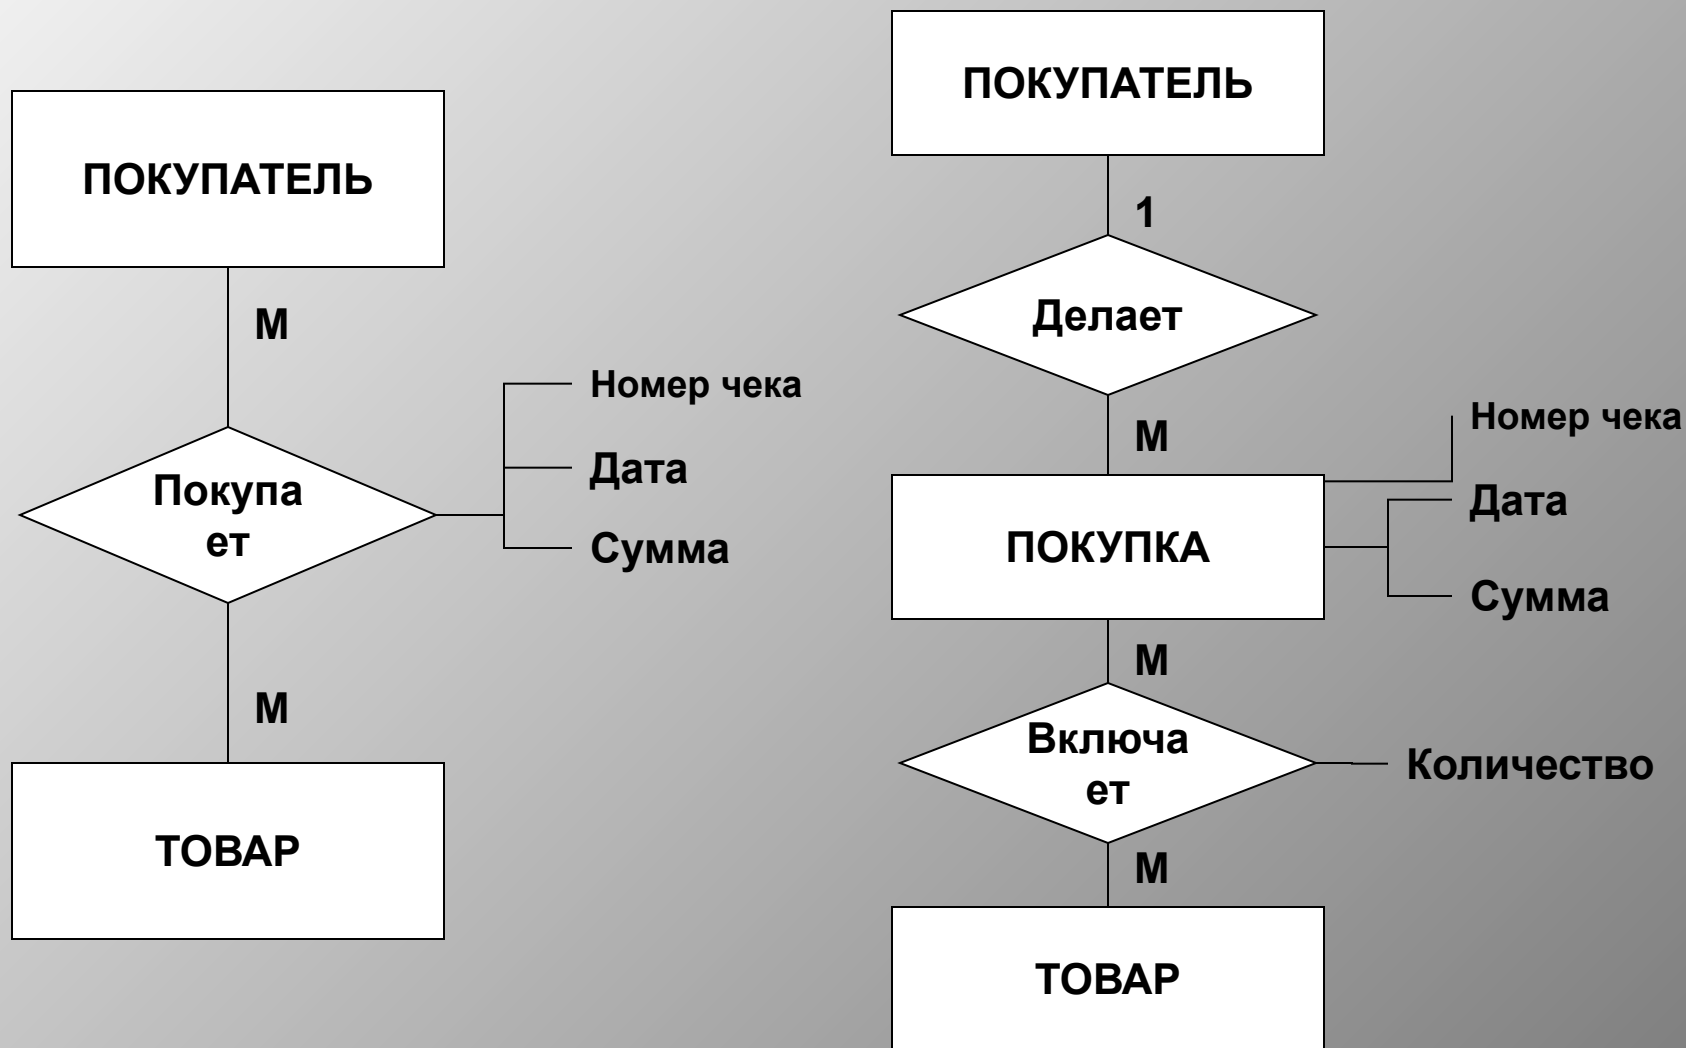 ПОКУПАТЕЛЬ
М
Покупа
ет
Номер чека
Дата
Сумма
М
ТОВАР
ПОКУПАТЕЛЬ
1
Делает
М
ПОКУПКА
Номер чека
Дата
Сумма
М
Включа
ет
Количество
М
ТОВАР